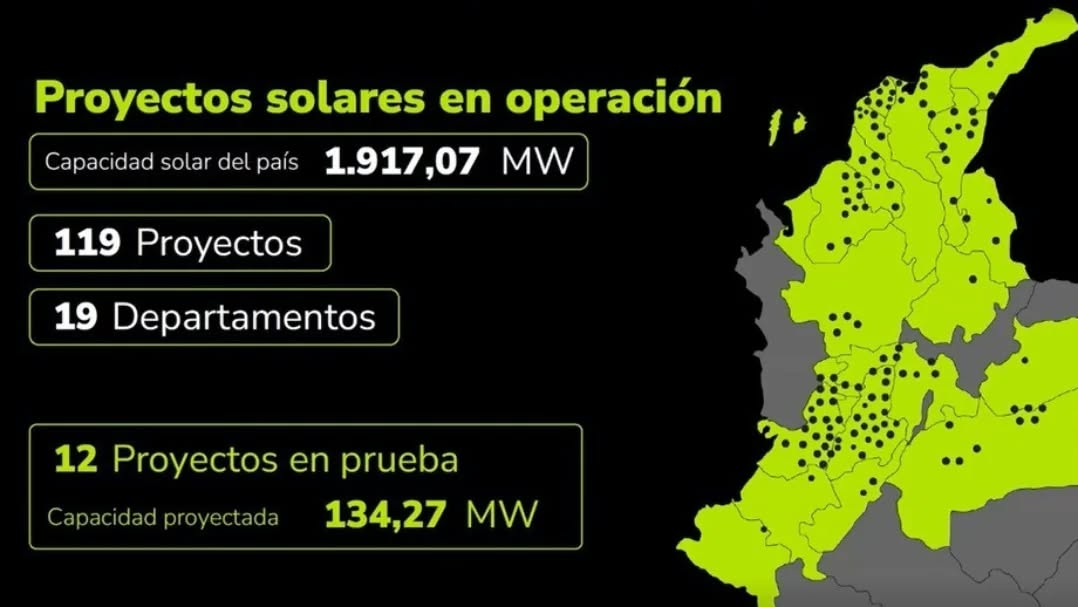 Proyectos solares en operación
Capacidad solar del país 1.917,07 MW
119 Proyectos
19 Departamentos
12 Proyectos en prueba
Capacidad proyectada 134,27 MW